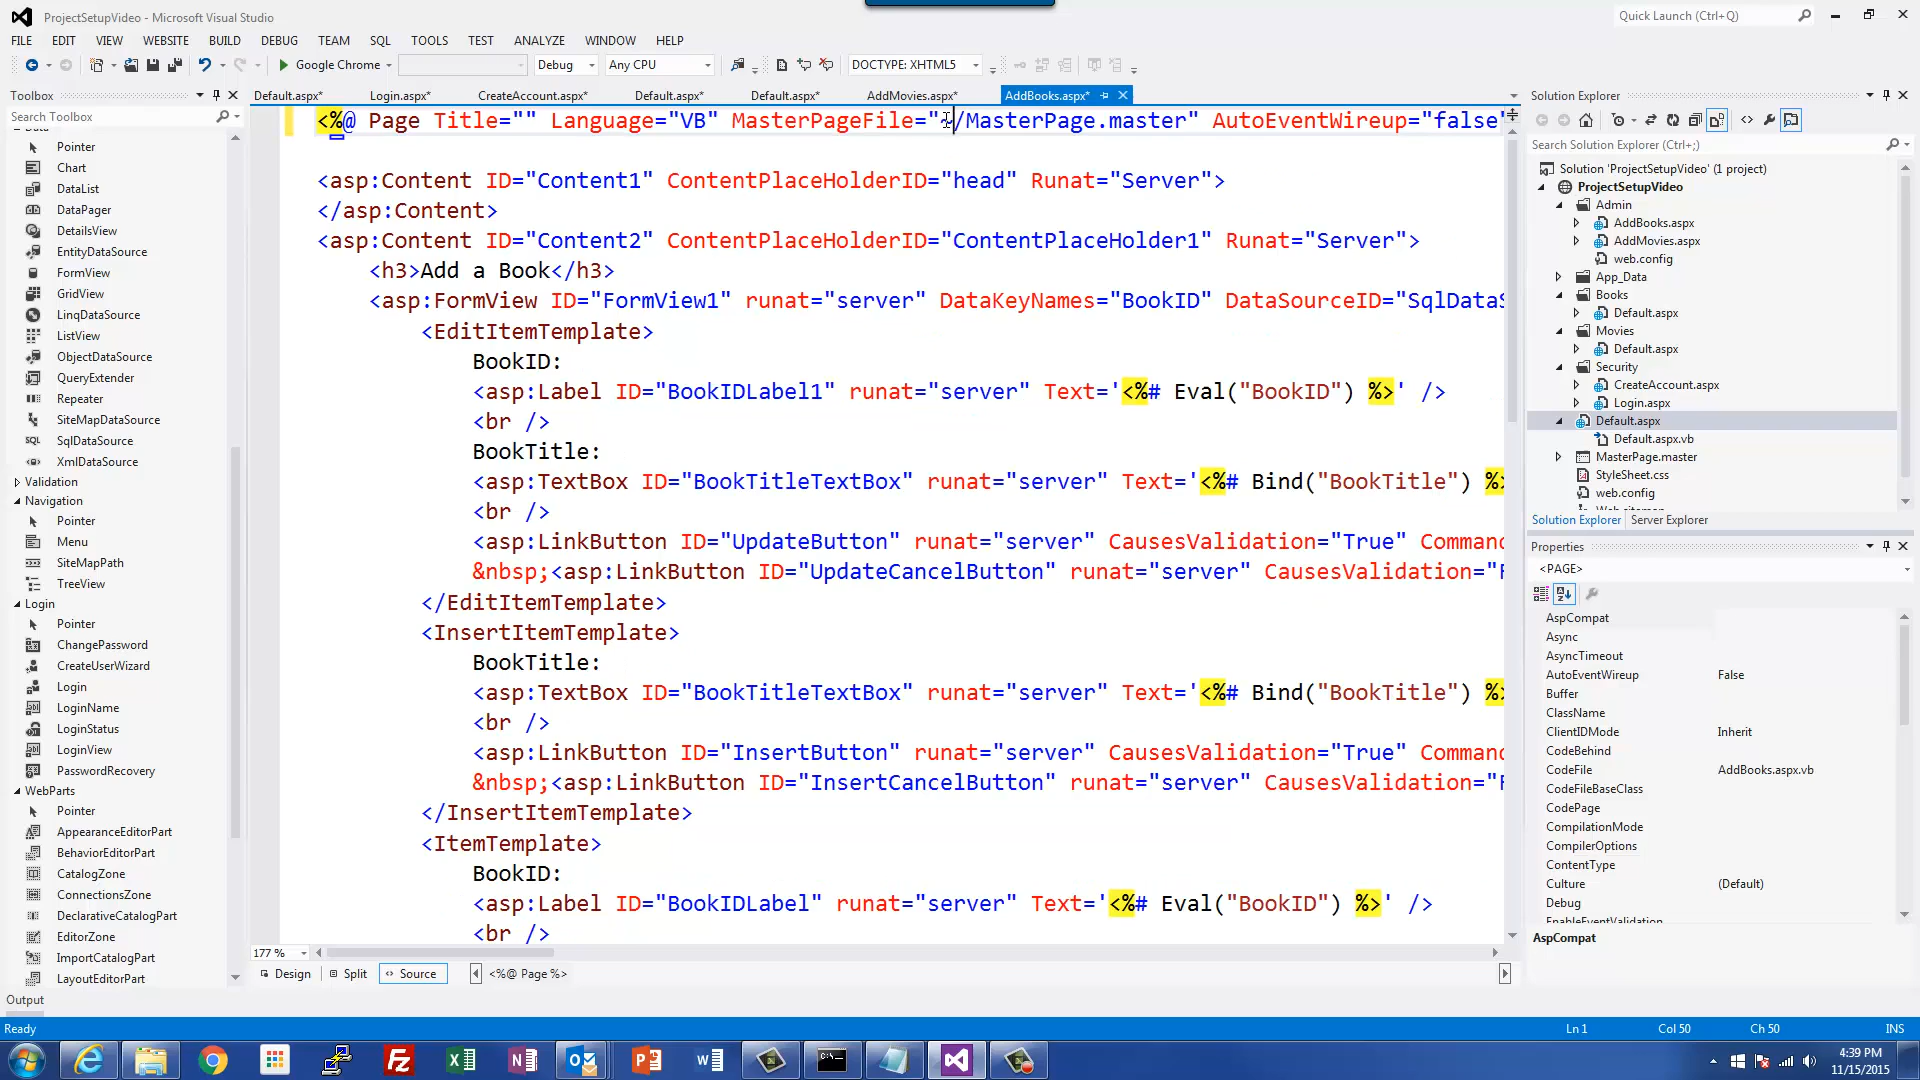 ProjectSetupVideo - Microsoft Visual Studio
Quick Launch (Ctrl+Q)
FILE EDIT VIEW WEBSITE BUILD DEBUG TEAM SQL TOOLS TEST ANALYZE WINDOW HELP
Google Chrome Debug Any CPU DOCTYPE: XHTML5
Toolbox
Search Toolbox
Data
Pointer
Chart
DataList
DataPager
DetailsView
EntityDataSource
FormView
GridView
LinqDataSource
ListView
ObjectDataSource
QueryExtender
Repeater
SiteMapDataSource
SqlDataSource
XmlDataSource
Validation
Navigation
Pointer
Menu
SiteMapPath
TreeView
Login
Pointer
ChangePassword
CreateUserWizard
Login
LoginName
LoginStatus
LoginView
PasswordRecovery
WebParts
Pointer
AppearanceEditorPart
BehaviorEditorPart
CatalogZone
ConnectionsZone
DeclarativeCatalogPart
EditorZone
ImportCatalogPart
LayoutEditorPart
Default.aspx* Login.aspx* CreateAccount.aspx* Default.aspx* Default.aspx* AddMovies.aspx* AddBooks.aspx*
<%@ Page Title="" Language="VB" MasterPageFile="~/MasterPage.master" AutoEventWireup="false"
<asp:Content ID="Content1" ContentPlaceHolderID="head" Runat="Server">
</asp:Content>
<asp:Content ID="Content2" ContentPlaceHolderID="ContentPlaceHolder1" Runat="Server">
<h3>Add a Book</h3>
<asp:FormView ID="FormView1" runat="server" DataKeyNames="BookID" DataSourceID="SqlDataS
<EditItemTemplate>
BookID:
<asp:Label ID="BookIDLabel1" runat="server" Text='<%# Eval("BookID") %>' />
<br />
BookTitle:
<asp:TextBox ID="BookTitleTextBox" runat="server" Text='<%# Bind("BookTitle") %>
<br />
<asp:LinkButton ID="UpdateButton" runat="server" CausesValidation="True" Comman
&nbsp;<asp:LinkButton ID="UpdateCancelButton" runat="server" CausesValidation="F
</EditItemTemplate>
<InsertItemTemplate>
BookTitle:
<asp:TextBox ID="BookTitleTextBox" runat="server" Text='<%# Bind("BookTitle") %>
<br />
<asp:LinkButton ID="InsertButton" runat="server" CausesValidation="True" Comman
&nbsp;<asp:LinkButton ID="InsertCancelButton" runat="server" CausesValidation="F
</InsertItemTemplate>
<ItemTemplate>
BookID:
<asp:Label ID="BookIDLabel" runat="server" Text='<%# Eval("BookID") %>' />
<br />
177 %
Design Split Source <%@ Page %>
Solution Explorer
Search Solution Explorer (Ctrl+;)
Solution 'ProjectSetupVideo' (1 project)
ProjectSetupVideo
Admin
AddBooks.aspx
AddMovies.aspx
web.config
App_Data
Books
Default.aspx
Movies
Default.aspx
Security
CreateAccount.aspx
Login.aspx
Default.aspx
Default.aspx.vb
MasterPage.master
StyleSheet.css
web.config
Web.sitemap
Solution Explorer Server Explorer
Properties
<PAGE>
AspCompat
Async
AsyncTimeout
AutoEventWireup False
Buffer
ClassName
ClientIDMode Inherit
CodeBehind
CodeFile AddBooks.aspx.vb
CodeFileBaseClass
CodePage
CompilationMode
CompilerOptions
ContentType
Culture (Default)
Debug
EnableEventValidation
AspCompat
Output
Ready Ln 1 Col 50 Ch 50 INS
4:39 PM
11/15/2015